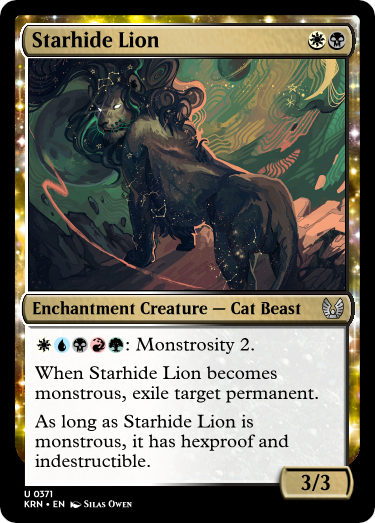 Starhide Lion
Enchantment Creature — Cat Beast
: Monstrosity 2.
When Starhide Lion becomes
monstrous, exile target permanent.
As long as Starhide Lion is
monstrous, it has hexproof and
indestructible.
3/3
U 0371
KRN • EN Silas Owen